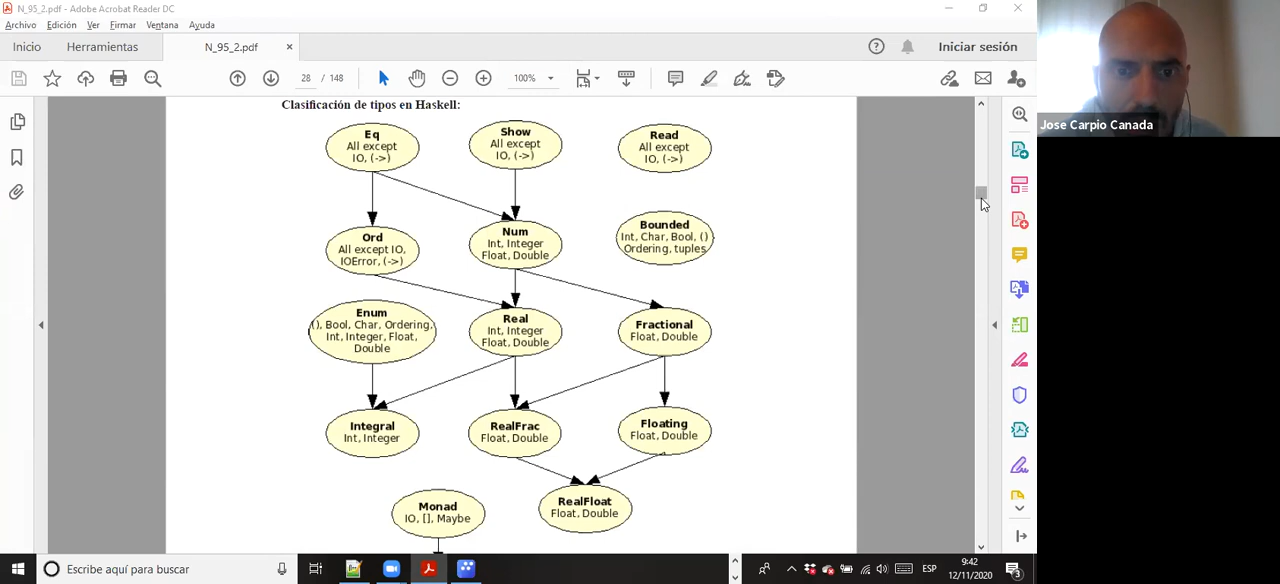 N_95_2.pdf - Adobe Acrobat Reader DC
Archivo Edición Ver Firmar Ventana Ayuda
Inicio Herramientas N_95_2.pdf × Iniciar sesión
28 / 148 100%
Clasificación de tipos en Haskell:
Eq
All except
IO, (->)
Show
All except
IO, (->)
Read
All except
IO, (->)
Ord
All except IO,
IOError, (->)
Num
Int, Integer
Float, Double
Bounded
Int, Char, Bool, ()
Ordering, tuples
Enum
(), Bool, Char, Ordering,
Int, Integer, Float,
Double
Real
Int, Integer
Float, Double
Fractional
Float, Double
Integral
Int, Integer
RealFrac
Float, Double
Floating
Float, Double
Monad
IO, [], Maybe
RealFloat
Float, Double
Jose Carpio Canada
Escribe aquí para buscar
ESP
9:42
12/11/2020
3